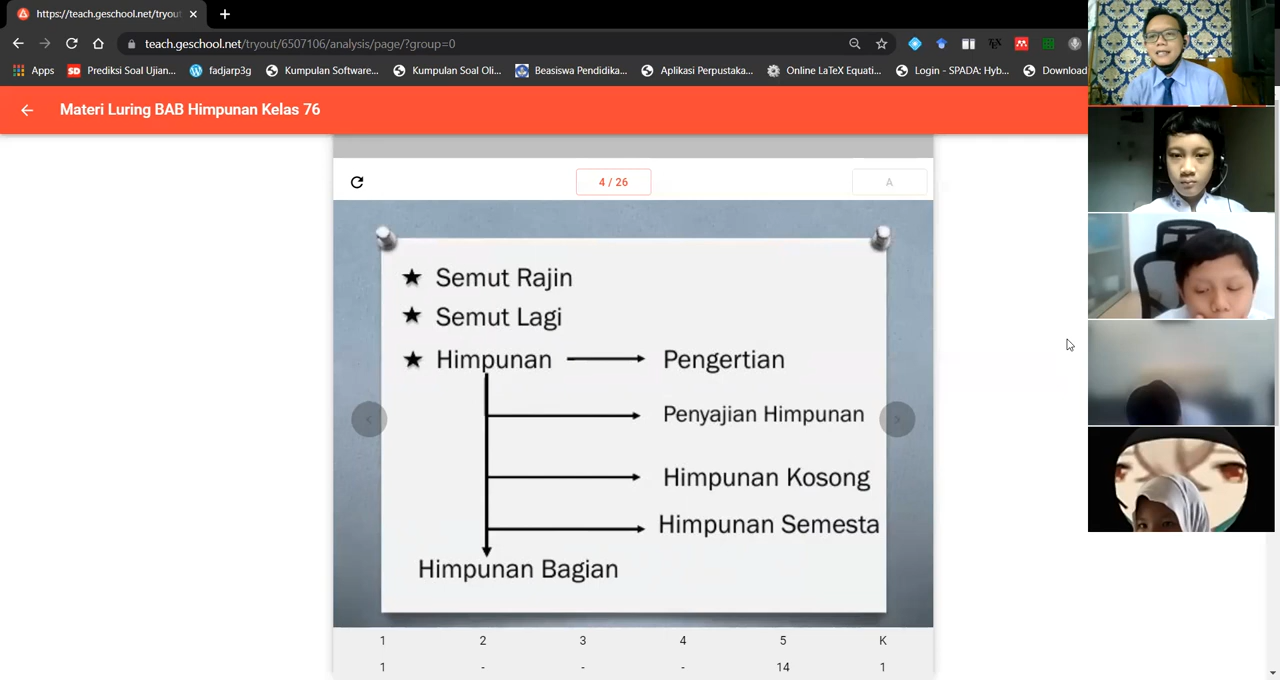 https://teach.geschool.net/tryout
teach.geschool.net/tryout/6507106/analysis/page/?group=0
Apps
SD Prediksi Soal Ujian...
fadjarp3g
Kumpulan Software...
Kumpulan Soal Oli...
Beasiswa Pendidika...
Aplikasi Perpustaka...
Online LaTeX Equati...
Login - SPADA: Hyb...
Download
Materi Luring BAB Himpunan Kelas 76
4 / 26
A
Semut Rajin
Semut Lagi
Himpunan
Pengertian
Penyajian Himpunan
Himpunan Kosong
Himpunan Semesta
Himpunan Bagian
1 2 3 4 5 K
1 - - - 14 1